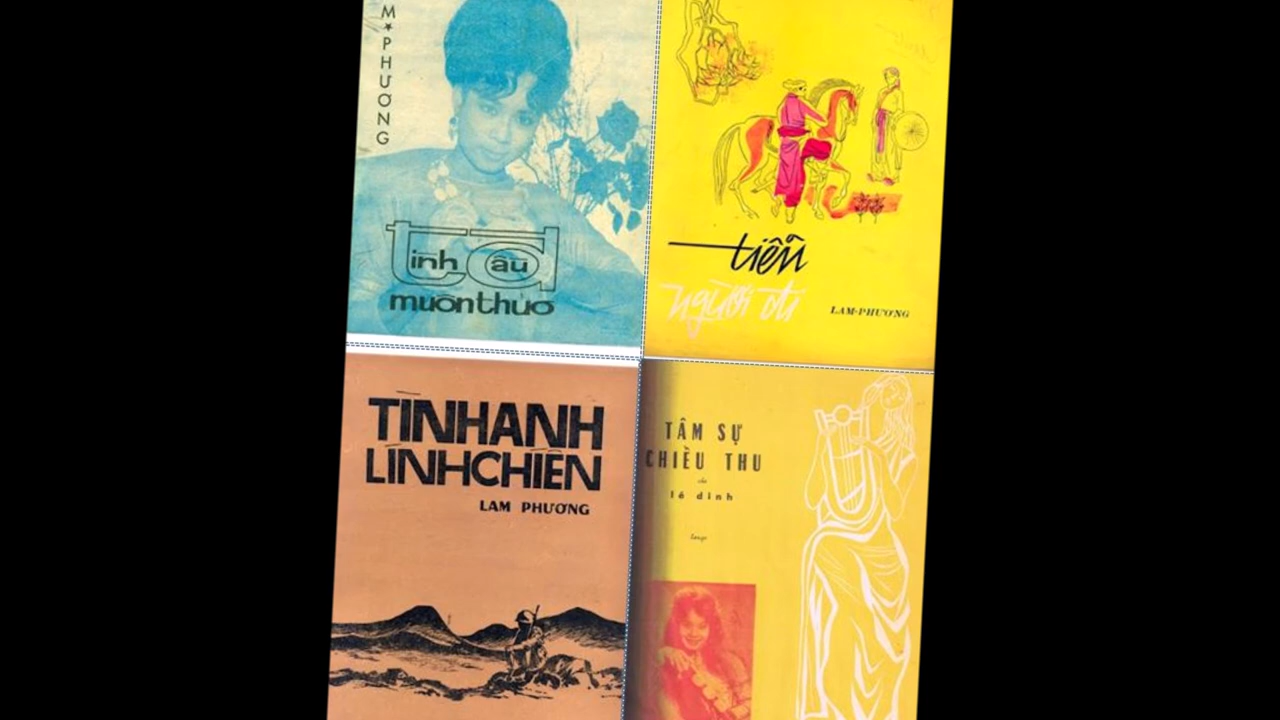 M★PHƯƠNG
tình đầu
muôn thuở
tiễn
người đi
LAM-PHƯƠNG
TÌNH ANH
LÍNH CHIẾN
LAM PHƯƠNG
TÂM SỰ
CHIỀU THU
của
lê dinh